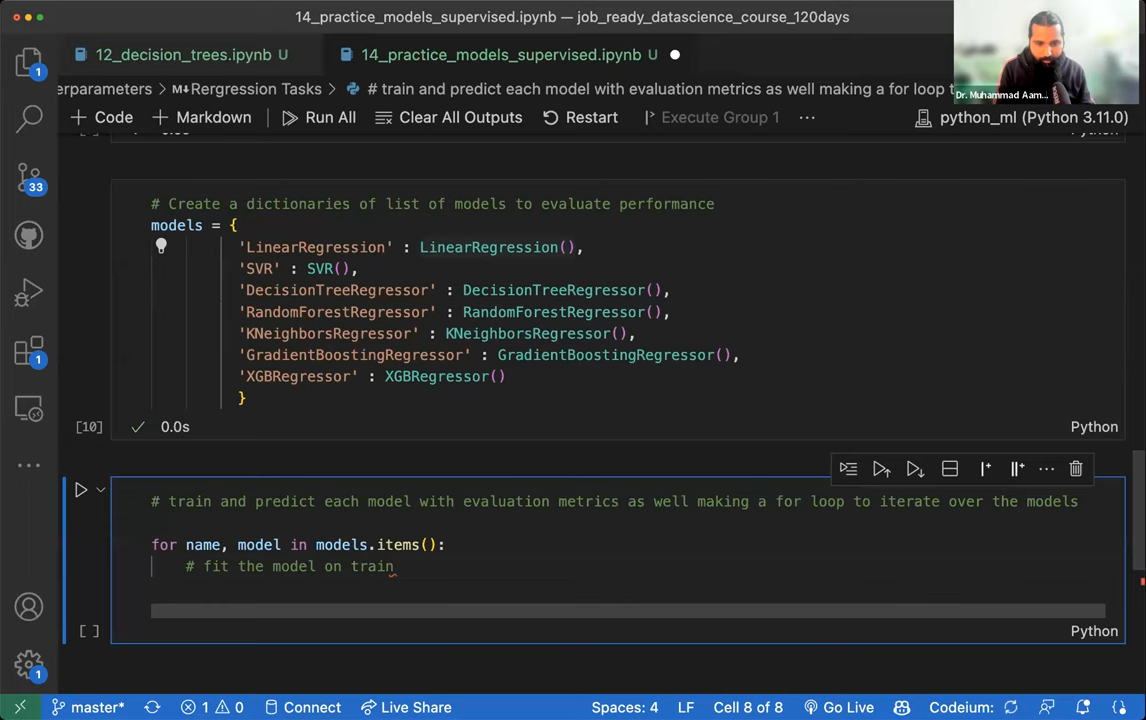 14_practice_models_supervised.ipynb — job_ready_datascience_course_120days
12_decision_trees.ipynb U
14_practice_models_supervised.ipynb U
erparameters > M↓Rergression Tasks > # train and predict each model with evaluation metrics as well making a for loop t
Dr. Muhammad Aam...
+ Code + Markdown Run All Clear All Outputs Restart Execute Group 1 ... python_ml (Python 3.11.0)
# Create a dictionaries of list of models to evaluate performance
models = {
'LinearRegression' : LinearRegression(),
'SVR' : SVR(),
'DecisionTreeRegressor' : DecisionTreeRegressor(),
'RandomForestRegressor' : RandomForestRegressor(),
'KNeighborsRegressor' : KNeighborsRegressor(),
'GradientBoostingRegressor' : GradientBoostingRegressor(),
'XGBRegressor' : XGBRegressor()
}
[10] 0.0s Python
# train and predict each model with evaluation metrics as well making a for loop to iterate over the models
for name, model in models.items():
# fit the model on train
[ ] Python
1
33
1
1
master* 1 0 Connect Live Share Spaces: 4 LF Cell 8 of 8 Go Live Codeium: {}